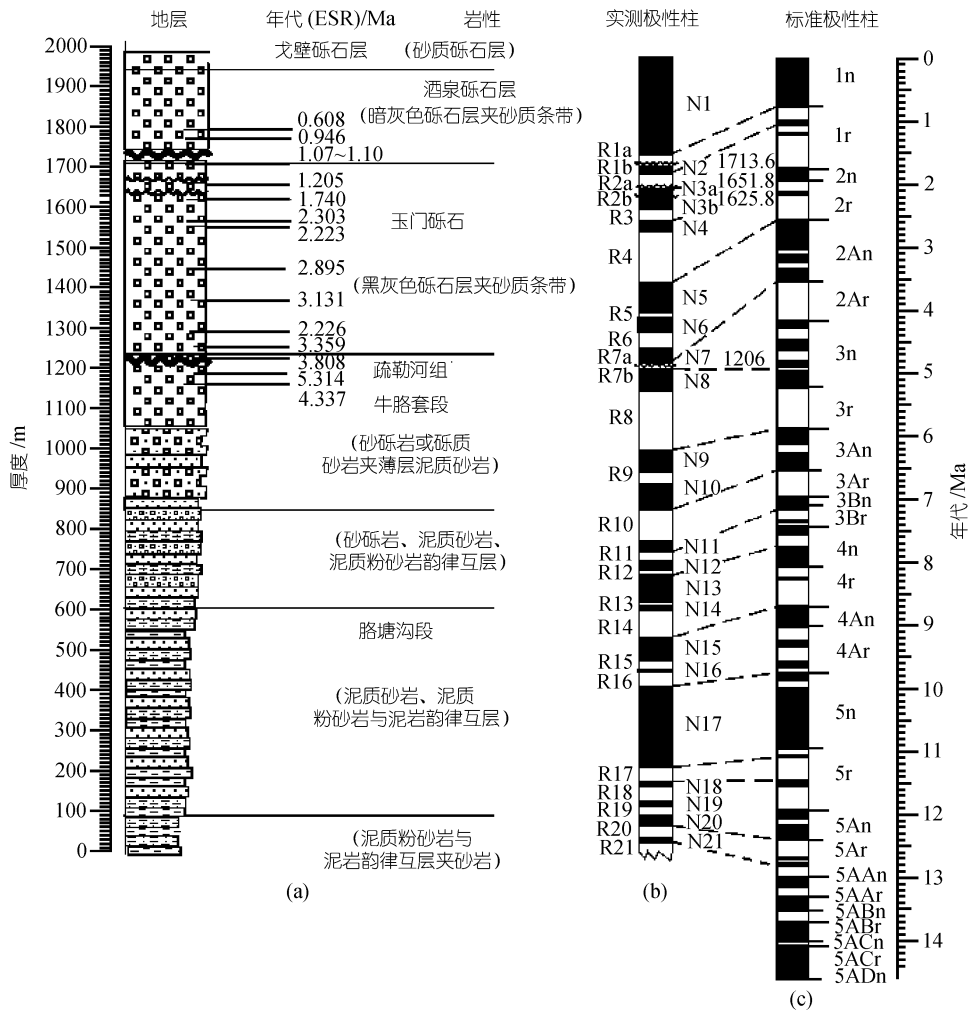 地层 年代(ESR)/Ma 岩性 实测极性柱 标准极性柱
2000
1900
1800
1700
1600
1500
1400
1300
1200
1100
1000
900
800
700
600
500
400
300
200
100
0
厚度/m
戈壁砾石层 (砂质砾石层)
酒泉砾石层
(暗灰色砾石层夹砂质条带)
0.608
0.946
1.07~1.10
1.205
1.740
2.303
2.223
2.895
3.131
2.226
3.359
3.808
5.314
4.337
玉门砾石
(黑灰色砾石层夹砂质条带)
疏勒河组
牛胳套段
(砂砾岩或砾质
砂岩夹薄层泥质砂岩)
(砂砾岩、泥质砂岩、
泥质粉砂岩韵律互层)
胳塘沟段
(泥质砂岩、泥质
粉砂岩与泥岩韵律互层)
(泥质粉砂岩与
泥岩韵律互层夹砂岩)
(a)
R1a
R1b
R2a
R2b
R3
R4
R5
R6
R7a
R7b
R8
R9
R10
R11
R12
R13
R14
R15
R16
R17
R18
R19
R20
R21
N1
N2 1713.6
N3a 1651.8
N3b 1625.8
N4
N5
N6
N7 1206
N8
N9
N10
N11
N12
N13
N14
N15
N16
N17
N18
N19
N20
N21
(b)
1n
1r
2n
2r
2An
2Ar
3n
3r
3An
3Ar
3Bn
3Br
4n
4r
4An
4Ar
5n
5r
5An
5Ar
5AAn
5AAr
5ABn
5ABr
5ACn
5ACr
5ADn
(c)
0
1
2
3
4
5
6
7
8
9
10
11
12
13
14
年代/Ma